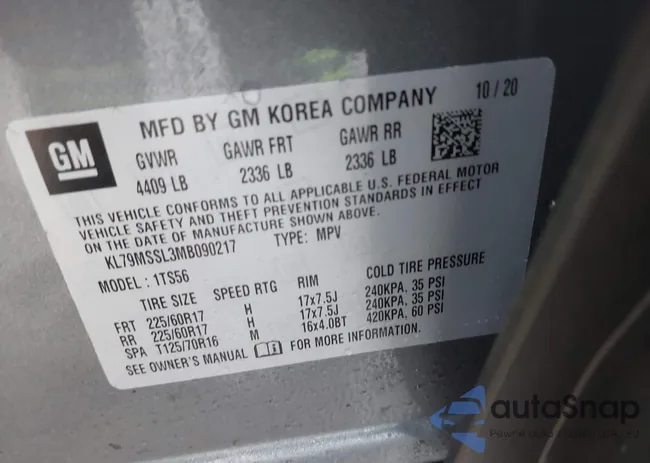 GM
MFD BY GM KOREA COMPANY 10/20
GVWR GAWR FRT GAWR RR
4409 LB 2336 LB 2336 LB
THIS VEHICLE CONFORMS TO ALL APPLICABLE U.S. FEDERAL MOTOR
VEHICLE SAFETY AND THEFT PREVENTION STANDARDS IN EFFECT
ON THE DATE OF MANUFACTURE SHOWN ABOVE.
KL79MSSL3MB090217 TYPE: MPV
MODEL: 1TS56
TIRE SIZE SPEED RTG RIM COLD TIRE PRESSURE
FRT 225/60R17 H 17x7.5J 240KPA, 35 PSI
RR 225/60R17 H 17x7.5J 240KPA, 35 PSI
SPA T125/70R16 M 16x4.0BT 420KPA, 60 PSI
SEE OWNER'S MANUAL FOR MORE INFORMATION.
autaSnap
Pewne auto